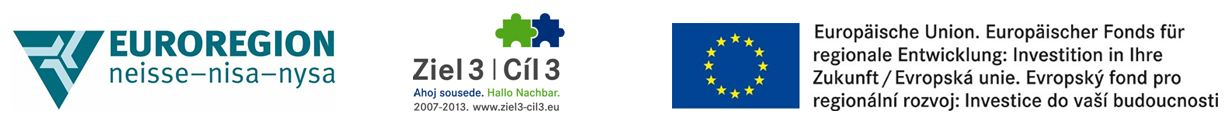 EUROREGION
neisse–nisa–nysa
Ziel 3 | Cíl 3
Ahoj sousede. Hallo Nachbar.
2007-2013. www.ziel3-cil3.eu
Europäische Union. Europäischer Fonds für
regionale Entwicklung: Investition in Ihre
Zukunft / Evropská unie. Evropský fond pro
regionální rozvoj: Investice do vaší budoucnosti